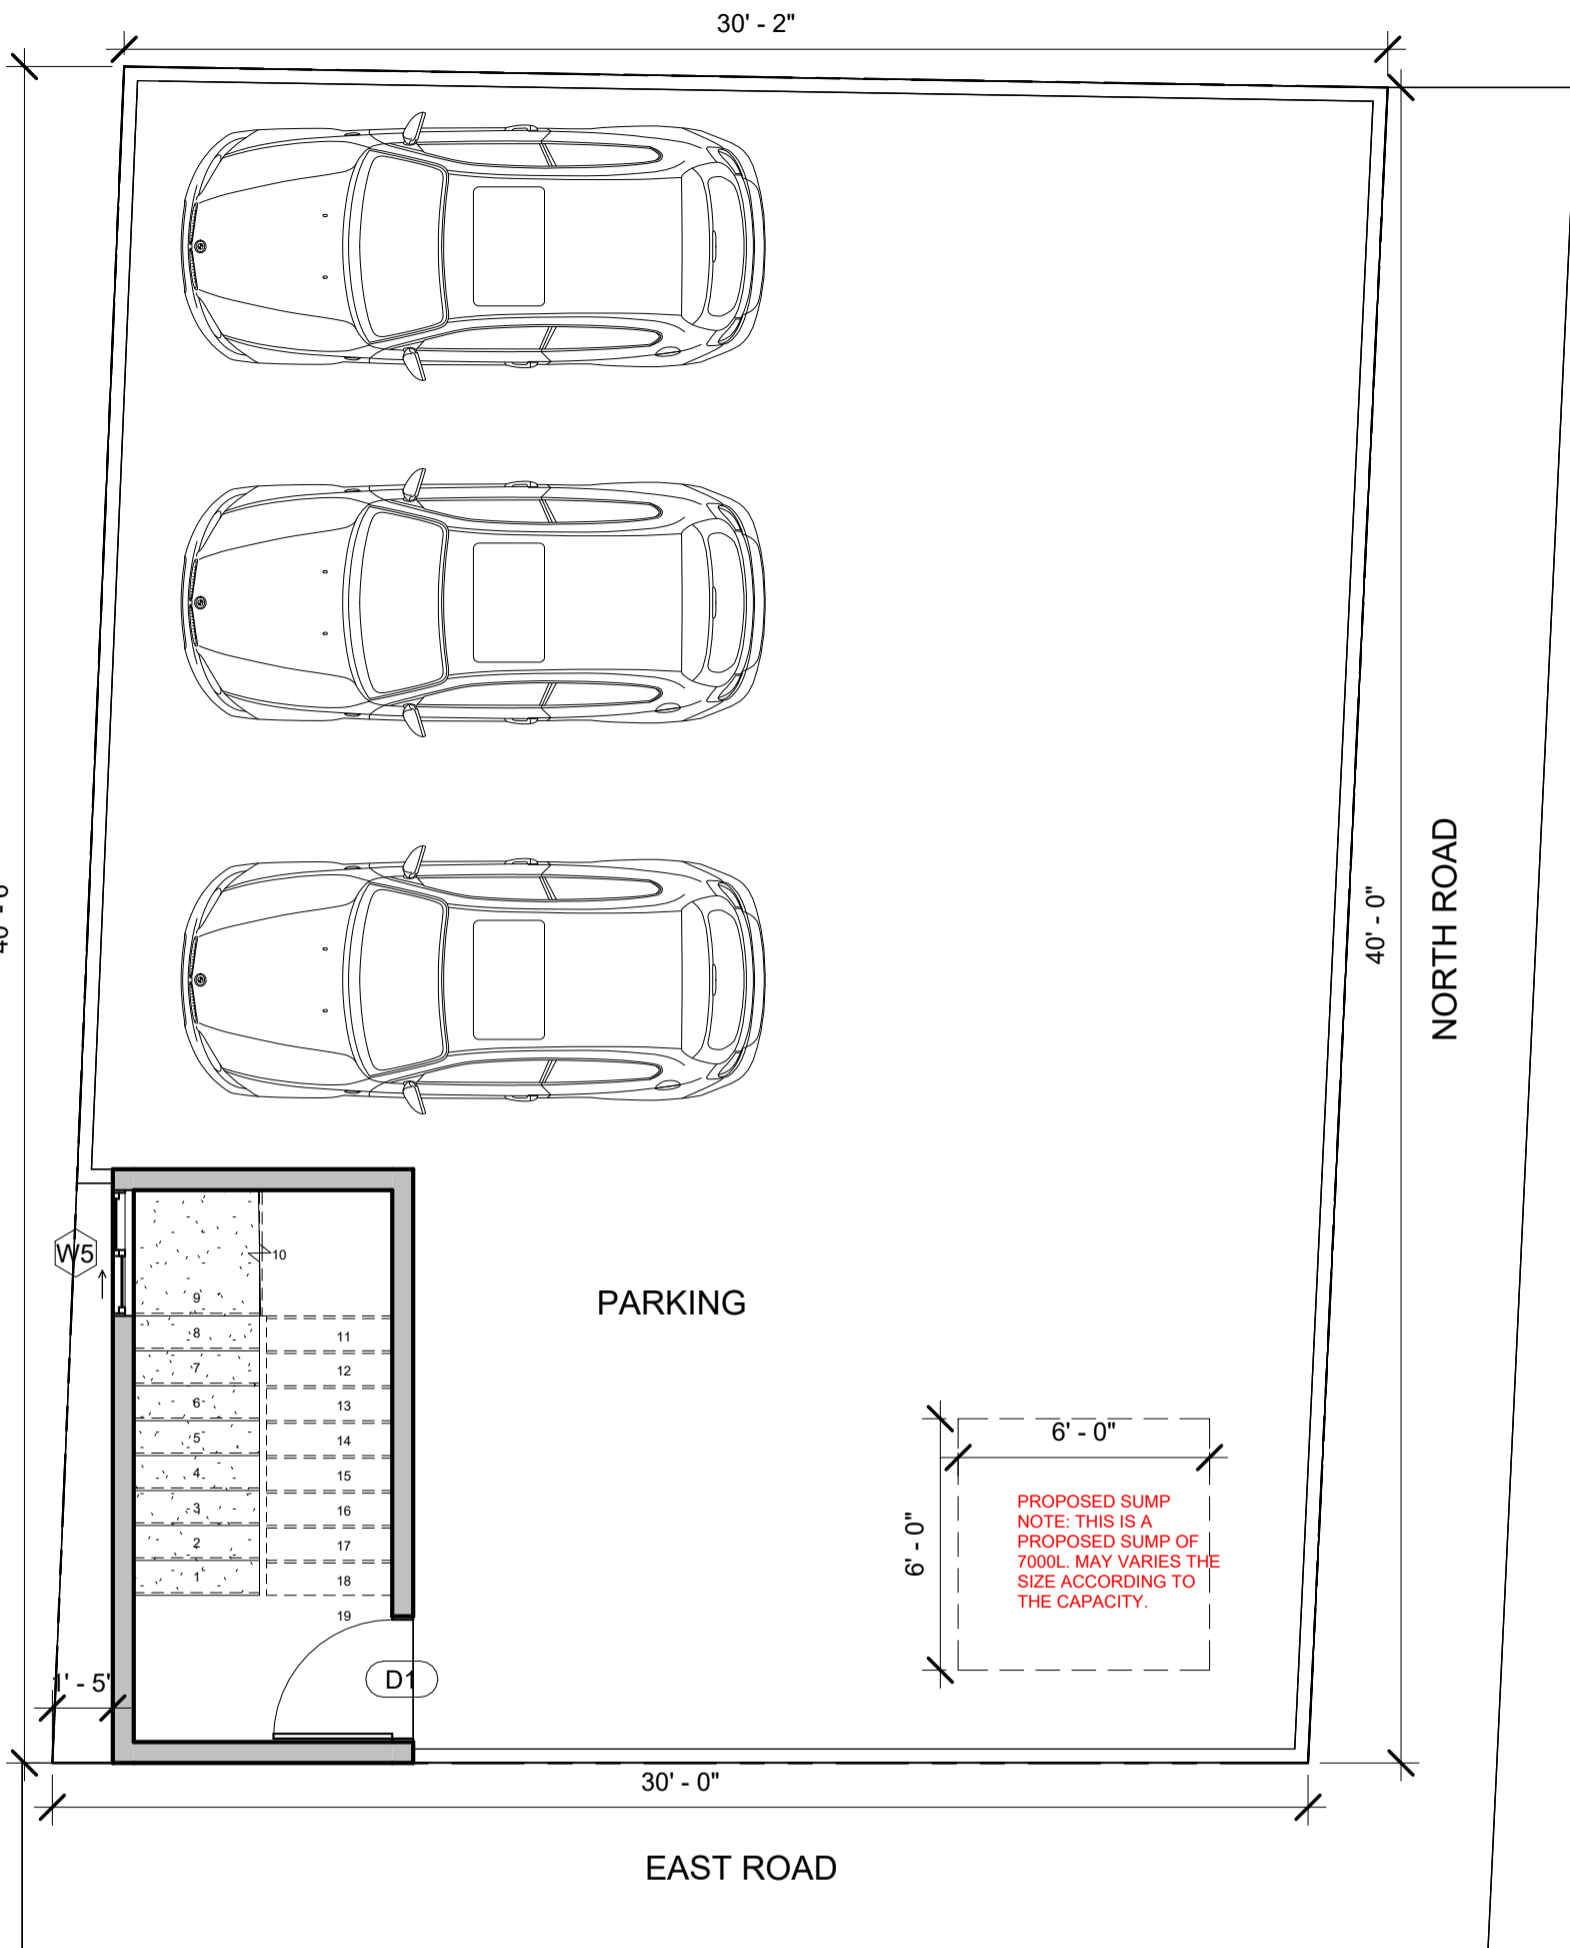 30' - 2"
40' - 0"
NORTH ROAD
W5
10
9
8
7
6
5
4
3
2
1
11
12
13
14
15
16
17
18
19
PARKING
6' - 0"
6' - 0"
PROPOSED SUMP
NOTE: THIS IS A
PROPOSED SUMP OF
7000L. MAY VARIES THE
SIZE ACCORDING TO
THE CAPACITY.
D1
1' - 5"
30' - 0"
EAST ROAD